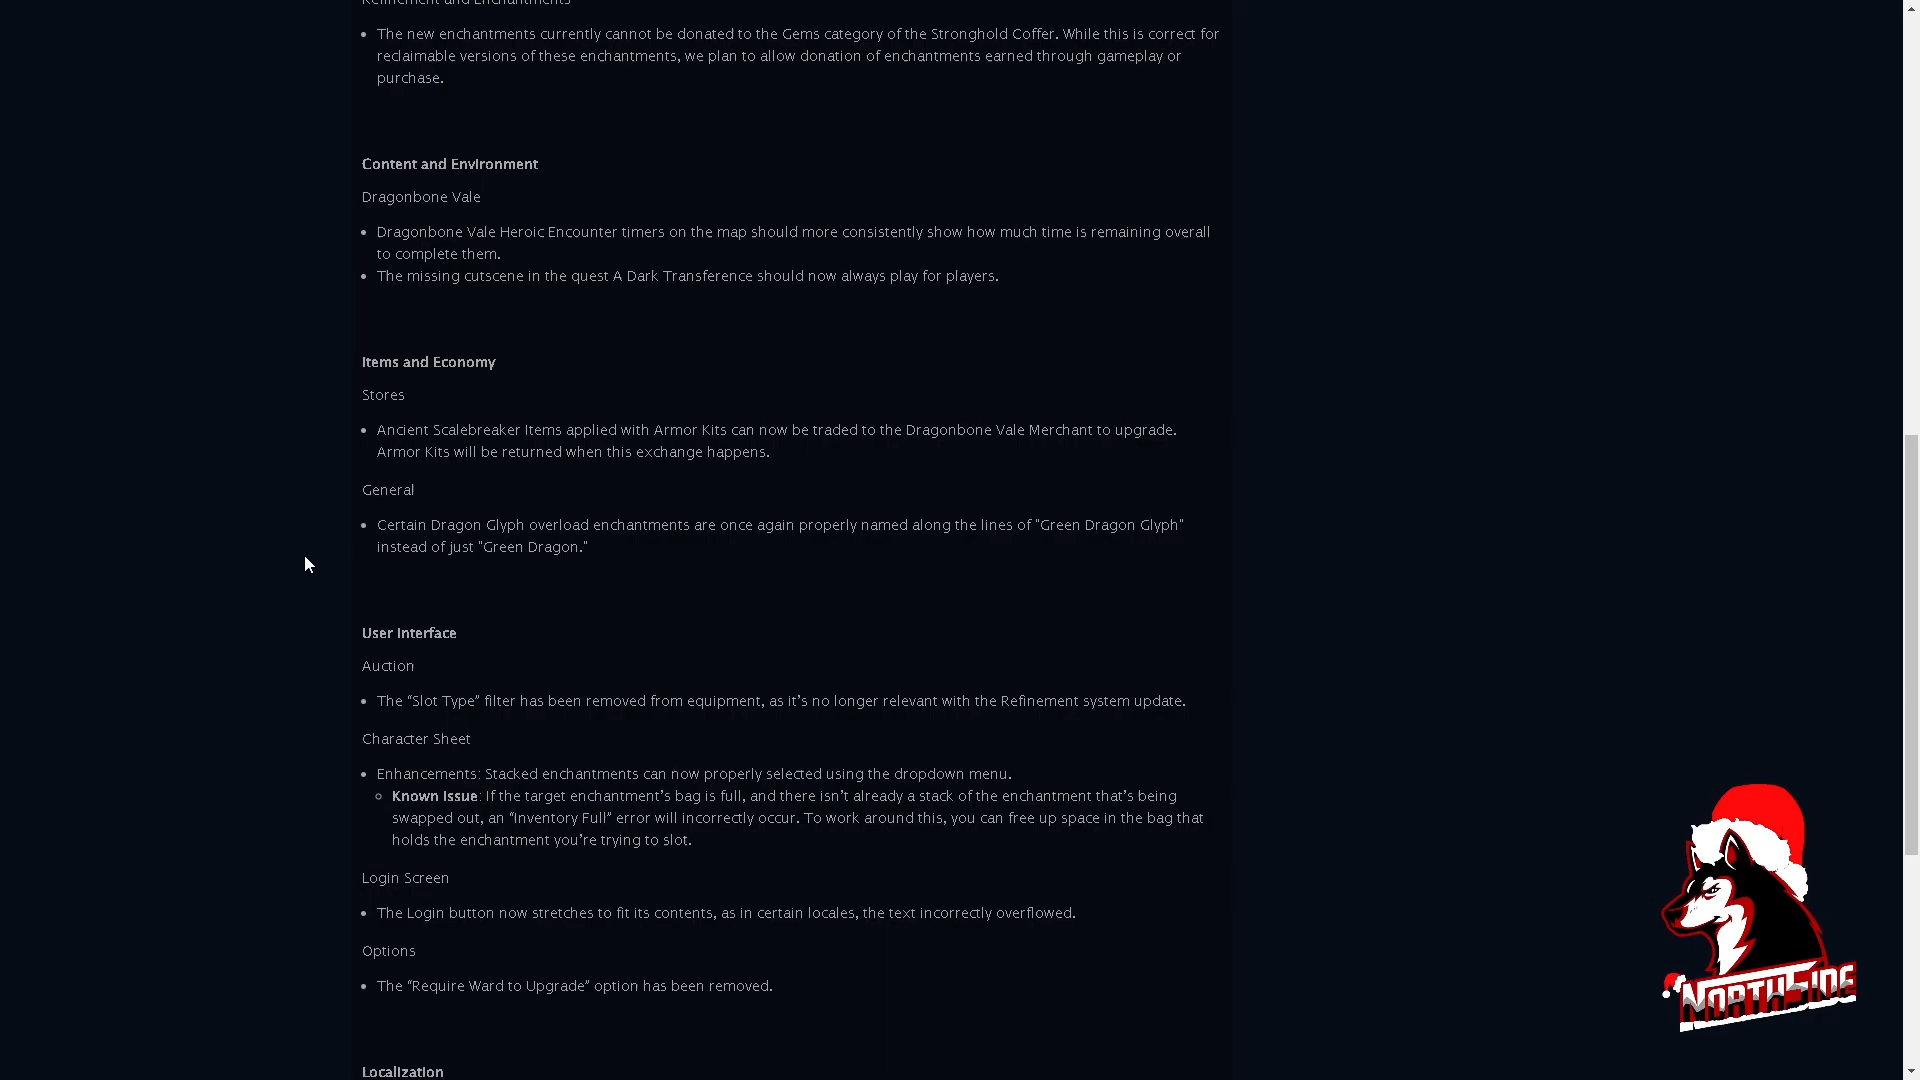 Refinement and Enchantments
• The new enchantments currently cannot be donated to the Gems category of the Stronghold Coffer. While this is correct for
reclaimable versions of these enchantments, we plan to allow donation of enchantments earned through gameplay or
purchase.
Content and Environment
Dragonbone Vale
• Dragonbone Vale Heroic Encounter timers on the map should more consistently show how much time is remaining overall
to complete them.
• The missing cutscene in the quest A Dark Transference should now always play for players.
Items and Economy
Stores
• Ancient Scalebreaker Items applied with Armor Kits can now be traded to the Dragonbone Vale Merchant to upgrade.
Armor Kits will be returned when this exchange happens.
General
• Certain Dragon Glyph overload enchantments are once again properly named along the lines of "Green Dragon Glyph"
instead of just "Green Dragon."
User Interface
Auction
• The “Slot Type” filter has been removed from equipment, as it’s no longer relevant with the Refinement system update.
Character Sheet
• Enhancements: Stacked enchantments can now properly selected using the dropdown menu.
◦ Known Issue: If the target enchantment’s bag is full, and there isn’t already a stack of the enchantment that’s being
swapped out, an “Inventory Full” error will incorrectly occur. To work around this, you can free up space in the bag that
holds the enchantment you’re trying to slot.
Login Screen
• The Login button now stretches to fit its contents, as in certain locales, the text incorrectly overflowed.
Options
• The “Require Ward to Upgrade” option has been removed.
Localization
NORTHSIDE